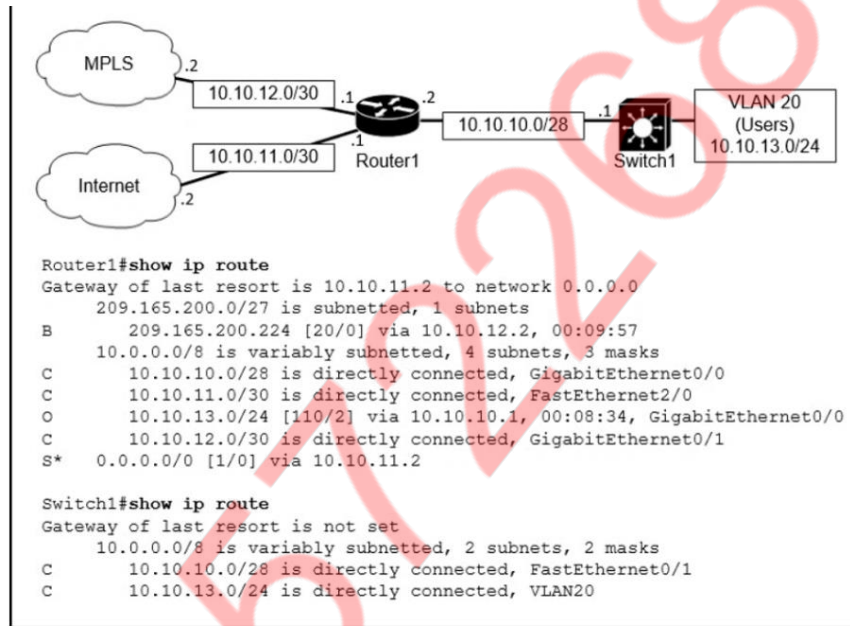 MPLS
.2
10.10.12.0/30
.1
.2
10.10.10.0/28
.1
VLAN 20
(Users)
10.10.13.0/24
.1
Router1
Switch1
10.10.11.0/30
Internet
.2
Router1#show ip route
Gateway of last resort is 10.10.11.2 to network 0.0.0.0
209.165.200.0/27 is subnetted, 1 subnets
B 209.165.200.224 [20/0] via 10.10.12.2, 00:09:57
10.0.0.0/8 is variably subnetted, 4 subnets, 3 masks
C 10.10.10.0/28 is directly connected, GigabitEthernet0/0
C 10.10.11.0/30 is directly connected, FastEthernet2/0
O 10.10.13.0/24 [110/2] via 10.10.10.1, 00:08:34, GigabitEthernet0/0
C 10.10.12.0/30 is directly connected, GigabitEthernet0/1
S* 0.0.0.0/0 [1/0] via 10.10.11.2
Switch1#show ip route
Gateway of last resort is not set
10.0.0.0/8 is variably subnetted, 2 subnets, 2 masks
C 10.10.10.0/28 is directly connected, FastEthernet0/1
C 10.10.13.0/24 is directly connected, VLAN20